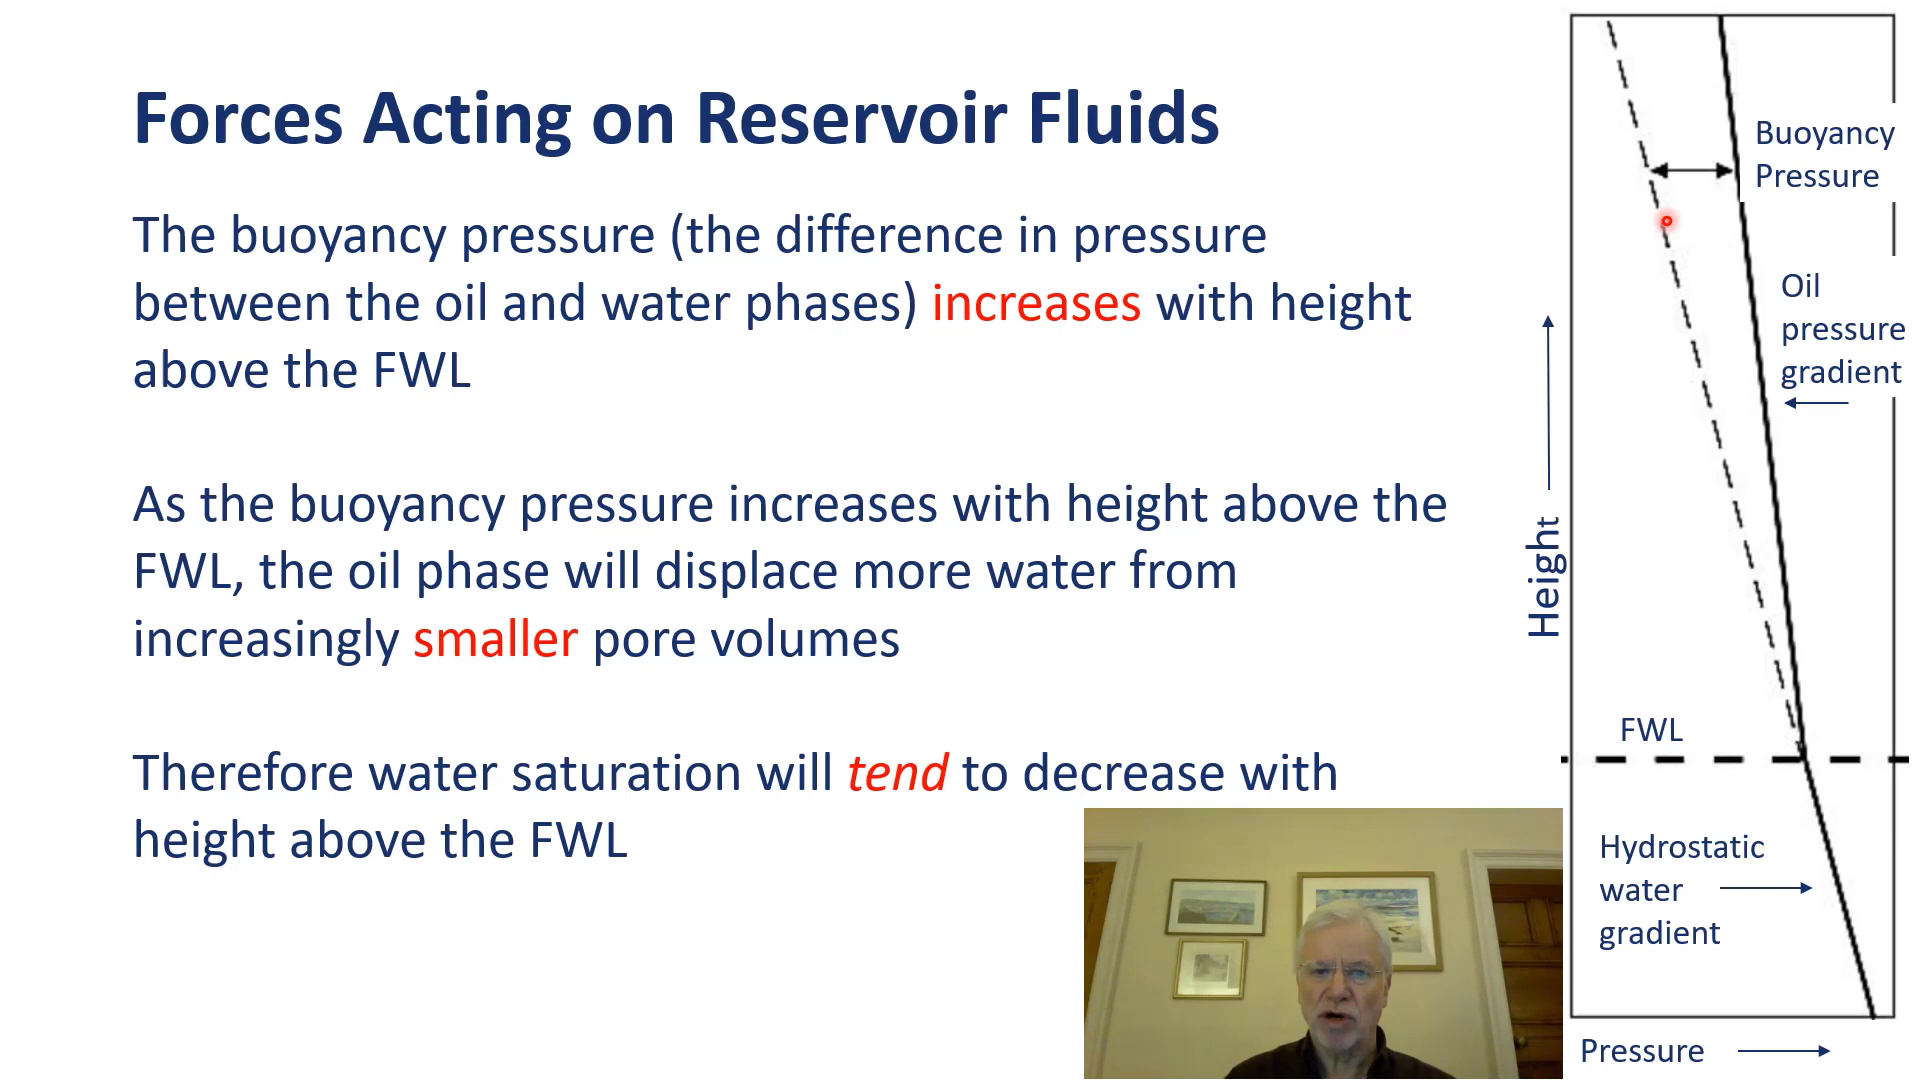 Forces Acting on Reservoir Fluids
The buoyancy pressure (the difference in pressure
between the oil and water phases) increases with height
above the FWL
As the buoyancy pressure increases with height above the
FWL, the oil phase will displace more water from
increasingly smaller pore volumes
Therefore water saturation will tend to decrease with
height above the FWL
Buoyancy
Pressure
Oil
pressure
gradient
Height
FWL
Hydrostatic
water
gradient
Pressure